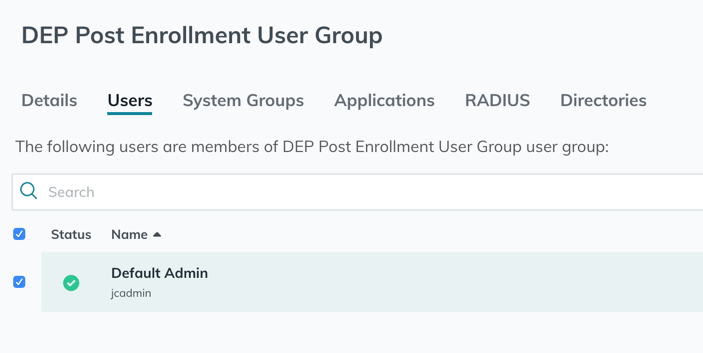 DEP Post Enrollment User Group
Details Users System Groups Applications RADIUS Directories
The following users are members of DEP Post Enrollment User Group user group:
Search
Status Name
Default Admin
jcadmin